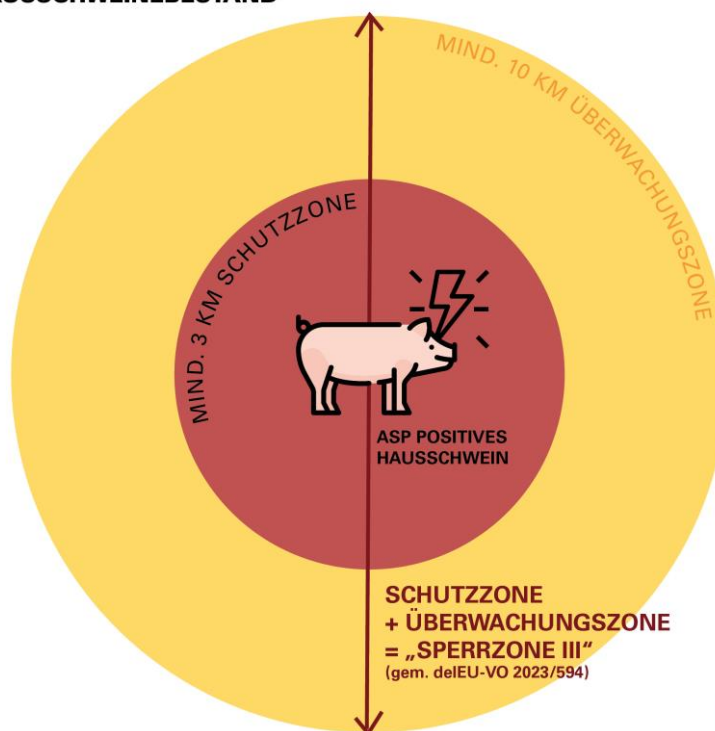 MIND. 10 KM ÜBERWACHUNGSZONE
MIND. 3 KM SCHUTZZONE
ASP POSITIVES
HAUSSCHWEIN
SCHUTZZONE
+ ÜBERWACHUNGSZONE
= „SPERRZONE III“
(gem. delEU-VO 2023/594)